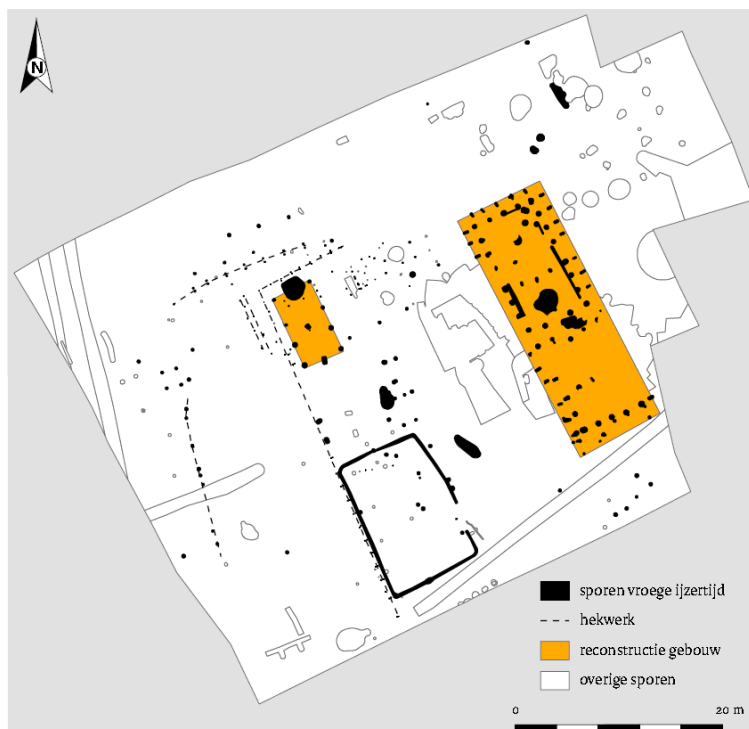 N
sporen vroege ijzertijd
hekwerk
reconstructie gebouw
overige sporen
0 20 m